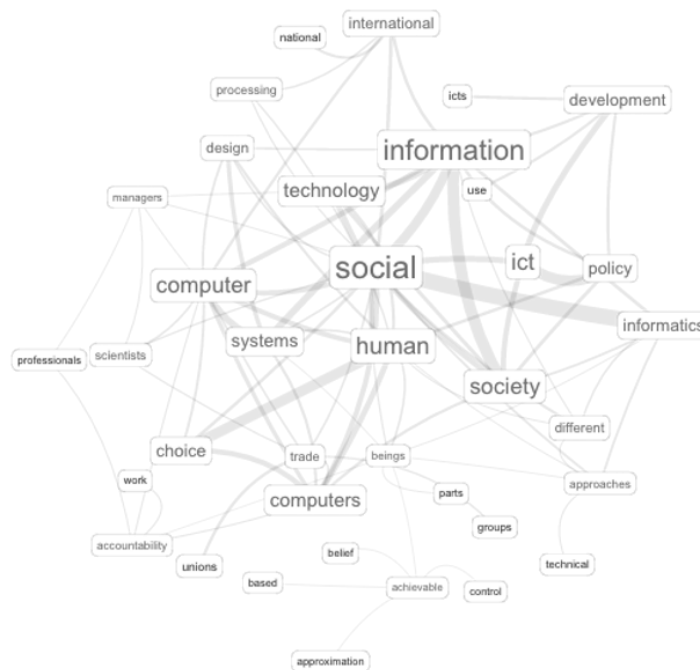 international
national
processing
icts
development
design
information
technology
use
managers
social
ict
policy
computer
informatics
systems
human
professionals
scientists
society
different
choice
trade
beings
work
approaches
computers
parts
groups
accountability
unions
belief
technical
based
achievable
control
approximation